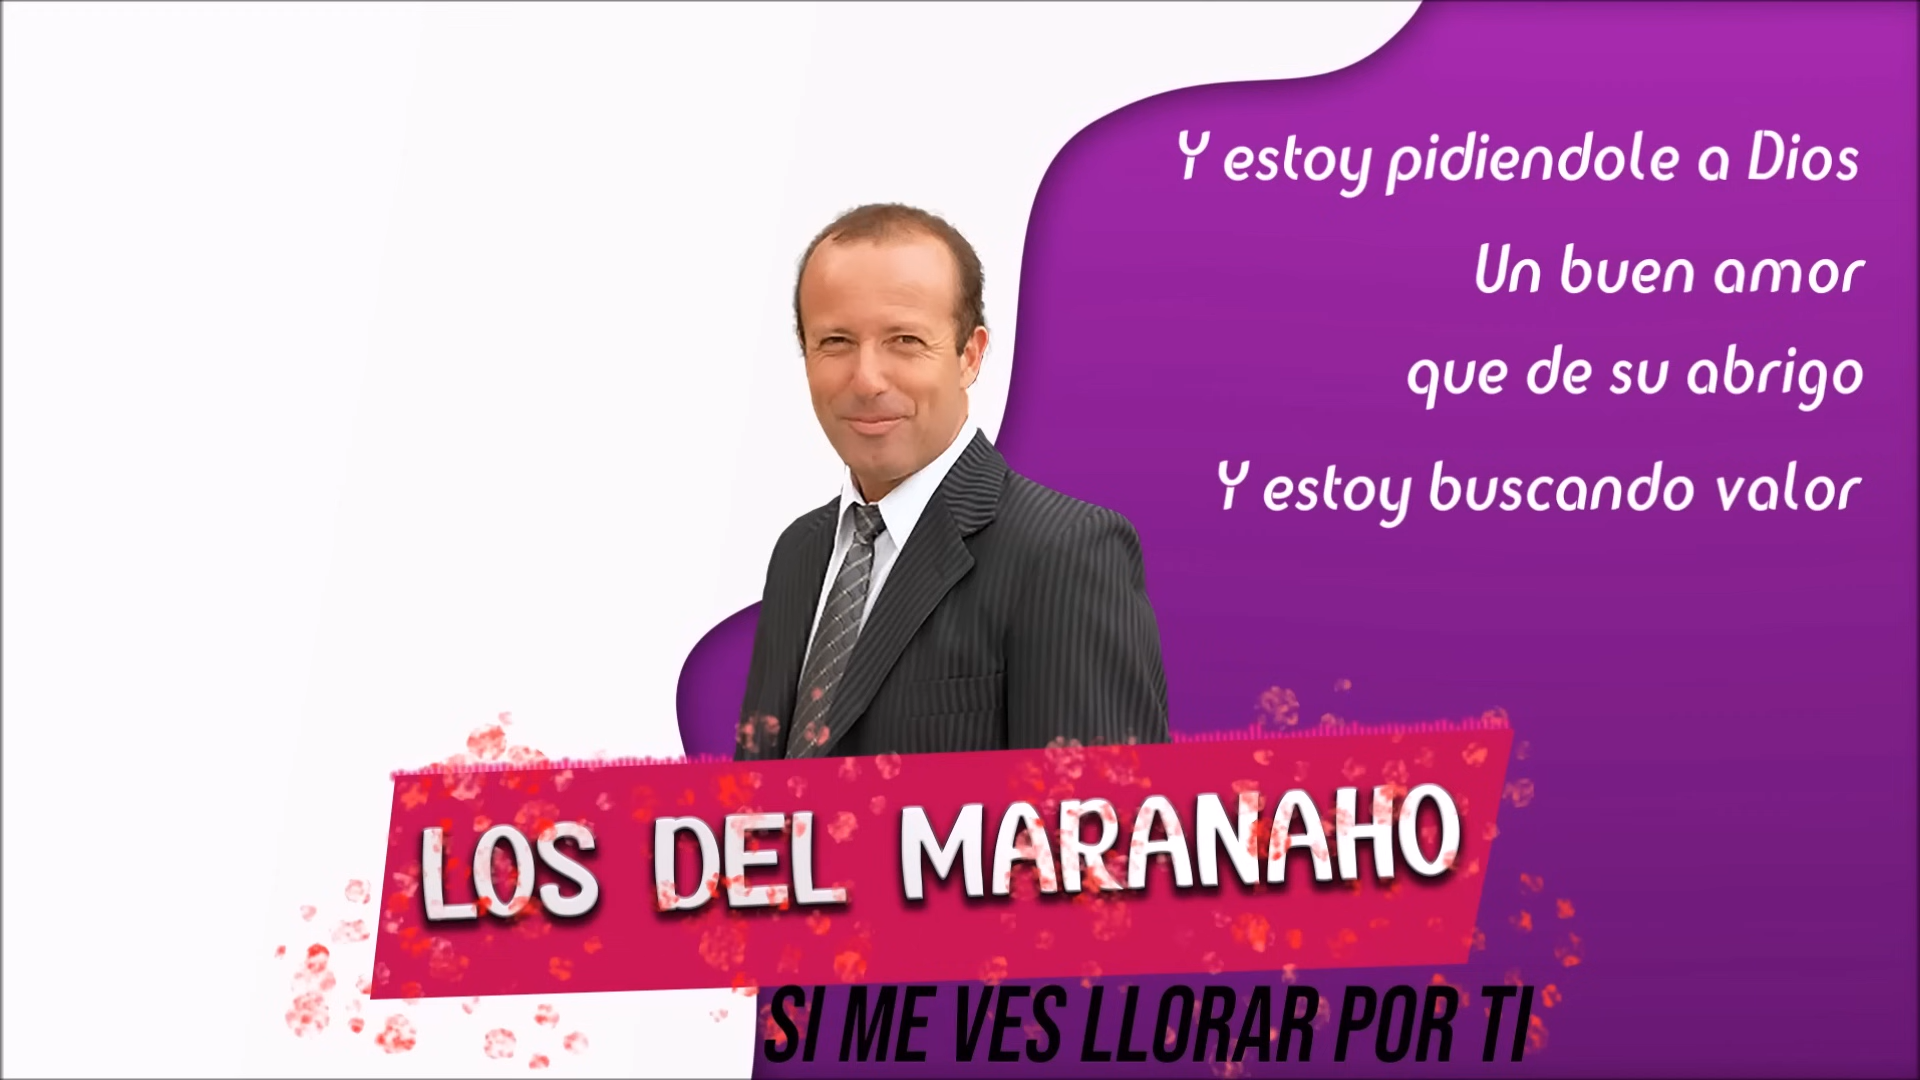 Y estoy pidiendole a Dios
Un buen amor
que de su abrigo
Y estoy buscando valor
LOS DEL MARANAHO
SI ME VES LLORAR POR TI